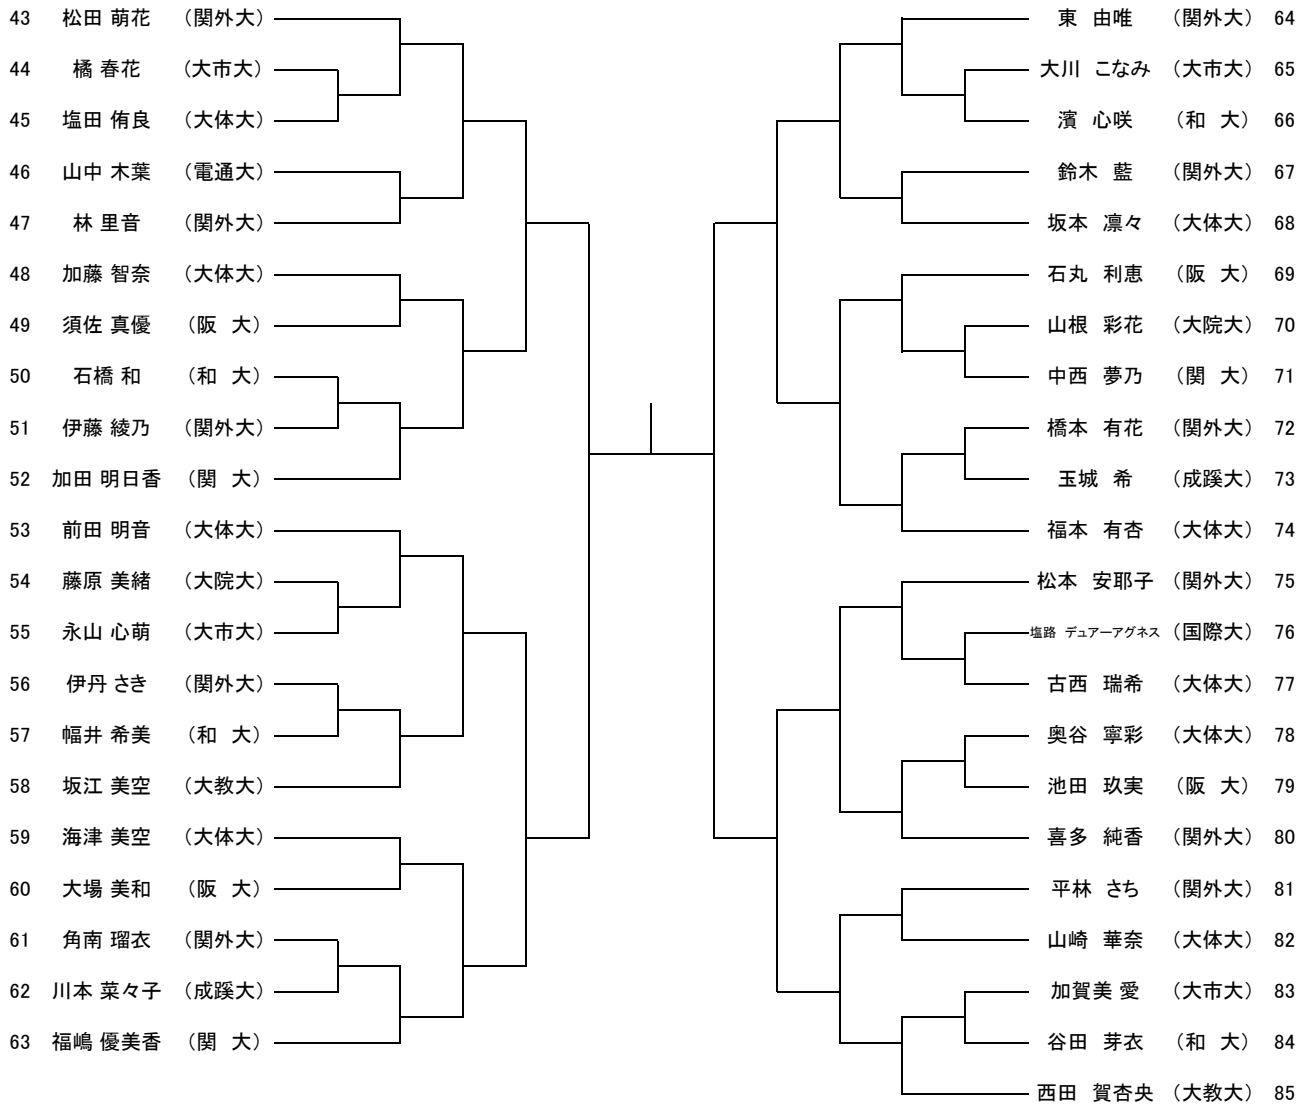 43 松田 萌花 （関外大）
44 橘 春花 （大市大）
45 塩田 侑良 （大体大）
46 山中 木葉 （電通大）
47 林 里音 （関外大）
48 加藤 智奈 （大体大）
49 須佐 真優 （阪 大）
50 石橋 和 （和 大）
51 伊藤 綾乃 （関外大）
52 加田 明日香 （関 大）
53 前田 明音 （大体大）
54 藤原 美緒 （大院大）
55 永山 心萌 （大市大）
56 伊丹 さき （関外大）
57 幅井 希美 （和 大）
58 坂江 美空 （大教大）
59 海津 美空 （大体大）
60 大場 美和 （阪 大）
61 角南 瑠衣 （関外大）
62 川本 菜々子 （成蹊大）
63 福嶋 優美香 （関 大）
東 由唯 （関外大） 64
大川 こなみ （大市大） 65
濱 心咲 （和 大） 66
鈴木 藍 （関外大） 67
坂本 凛々 （大体大） 68
石丸 利恵 （阪 大） 69
山根 彩花 （大院大） 70
中西 夢乃 （関 大） 71
橋本 有花 （関外大） 72
玉城 希 （成蹊大） 73
福本 有杏 （大体大） 74
松本 安耶子 （関外大） 75
塩路 デュアーアグネス （国際大） 76
古西 瑞希 （大体大） 77
奥谷 寧彩 （大体大） 78
池田 玖実 （阪 大） 79
喜多 純香 （関外大） 80
平林 さち （関外大） 81
山崎 華奈 （大体大） 82
加賀美 愛 （大市大） 83
谷田 芽衣 （和 大） 84
西田 賀杏央 （大教大） 85